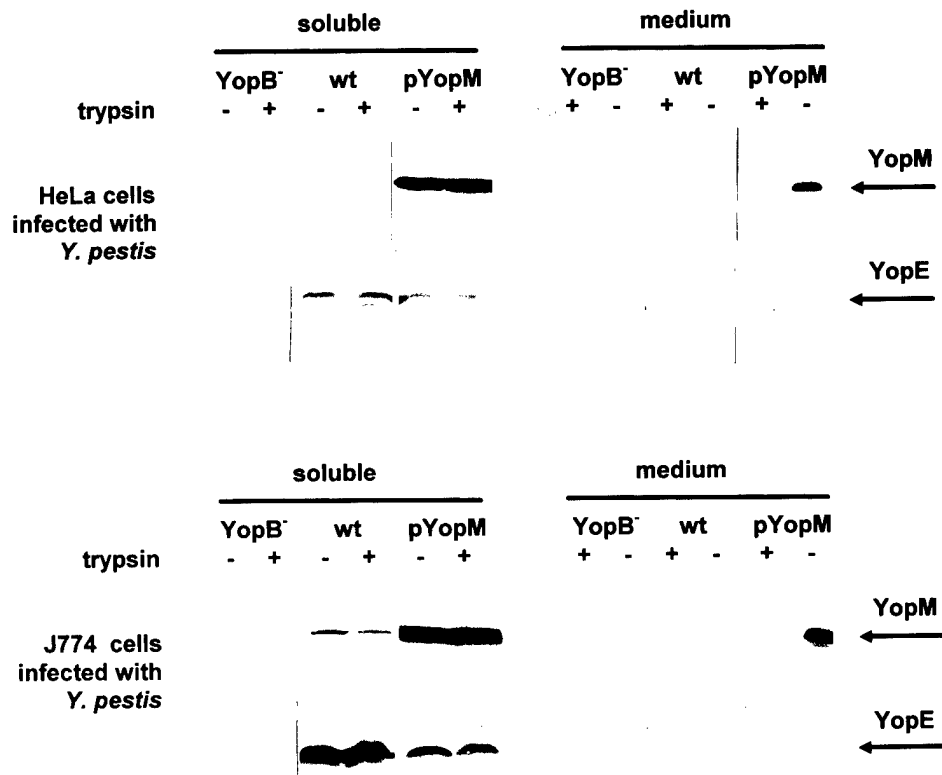 soluble medium
YopB- wt pYopM YopB- wt pYopM
trypsin - + - + - + + - + - + -
YopM
HeLa cells
infected with
Y. pestis
YopE
soluble medium
YopB- wt pYopM YopB- wt pYopM
trypsin - + - + - + + - + - + -
YopM
J774 cells
infected with
Y. pestis
YopE